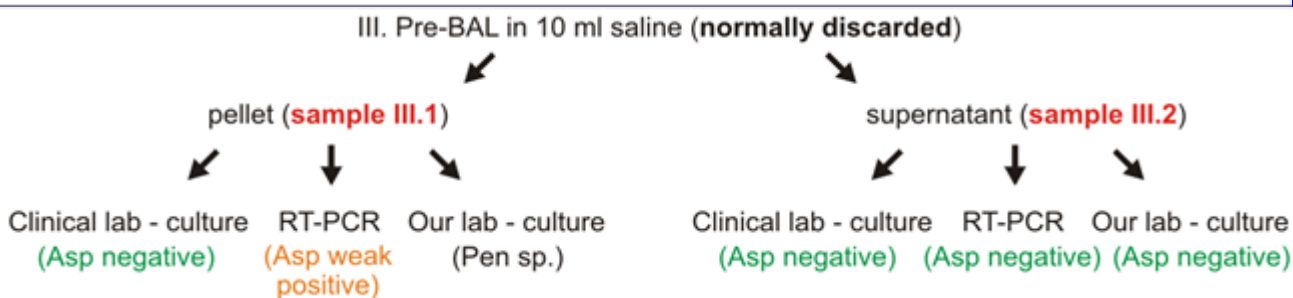 III. Pre-BAL in 10 ml saline (normally discarded)
pellet (sample III.1)
supernatant (sample III.2)
Clinical lab - culture
(Asp negative)
RT-PCR
(Asp weak
positive)
Our lab - culture
(Pen sp.)
Clinical lab - culture
(Asp negative)
RT-PCR
(Asp negative)
Our lab - culture
(Asp negative)